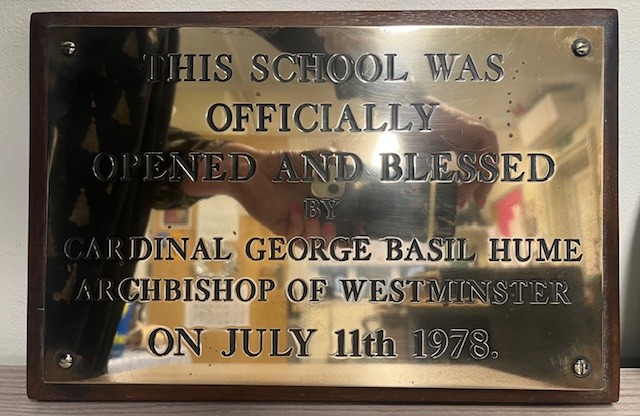 THIS SCHOOL WAS
OFFICIALLY
OPENED AND BLESSED
BY
CARDINAL GEORGE BASIL HUME
ARCHBISHOP OF WESTMINSTER
ON JULY 11th 1978.